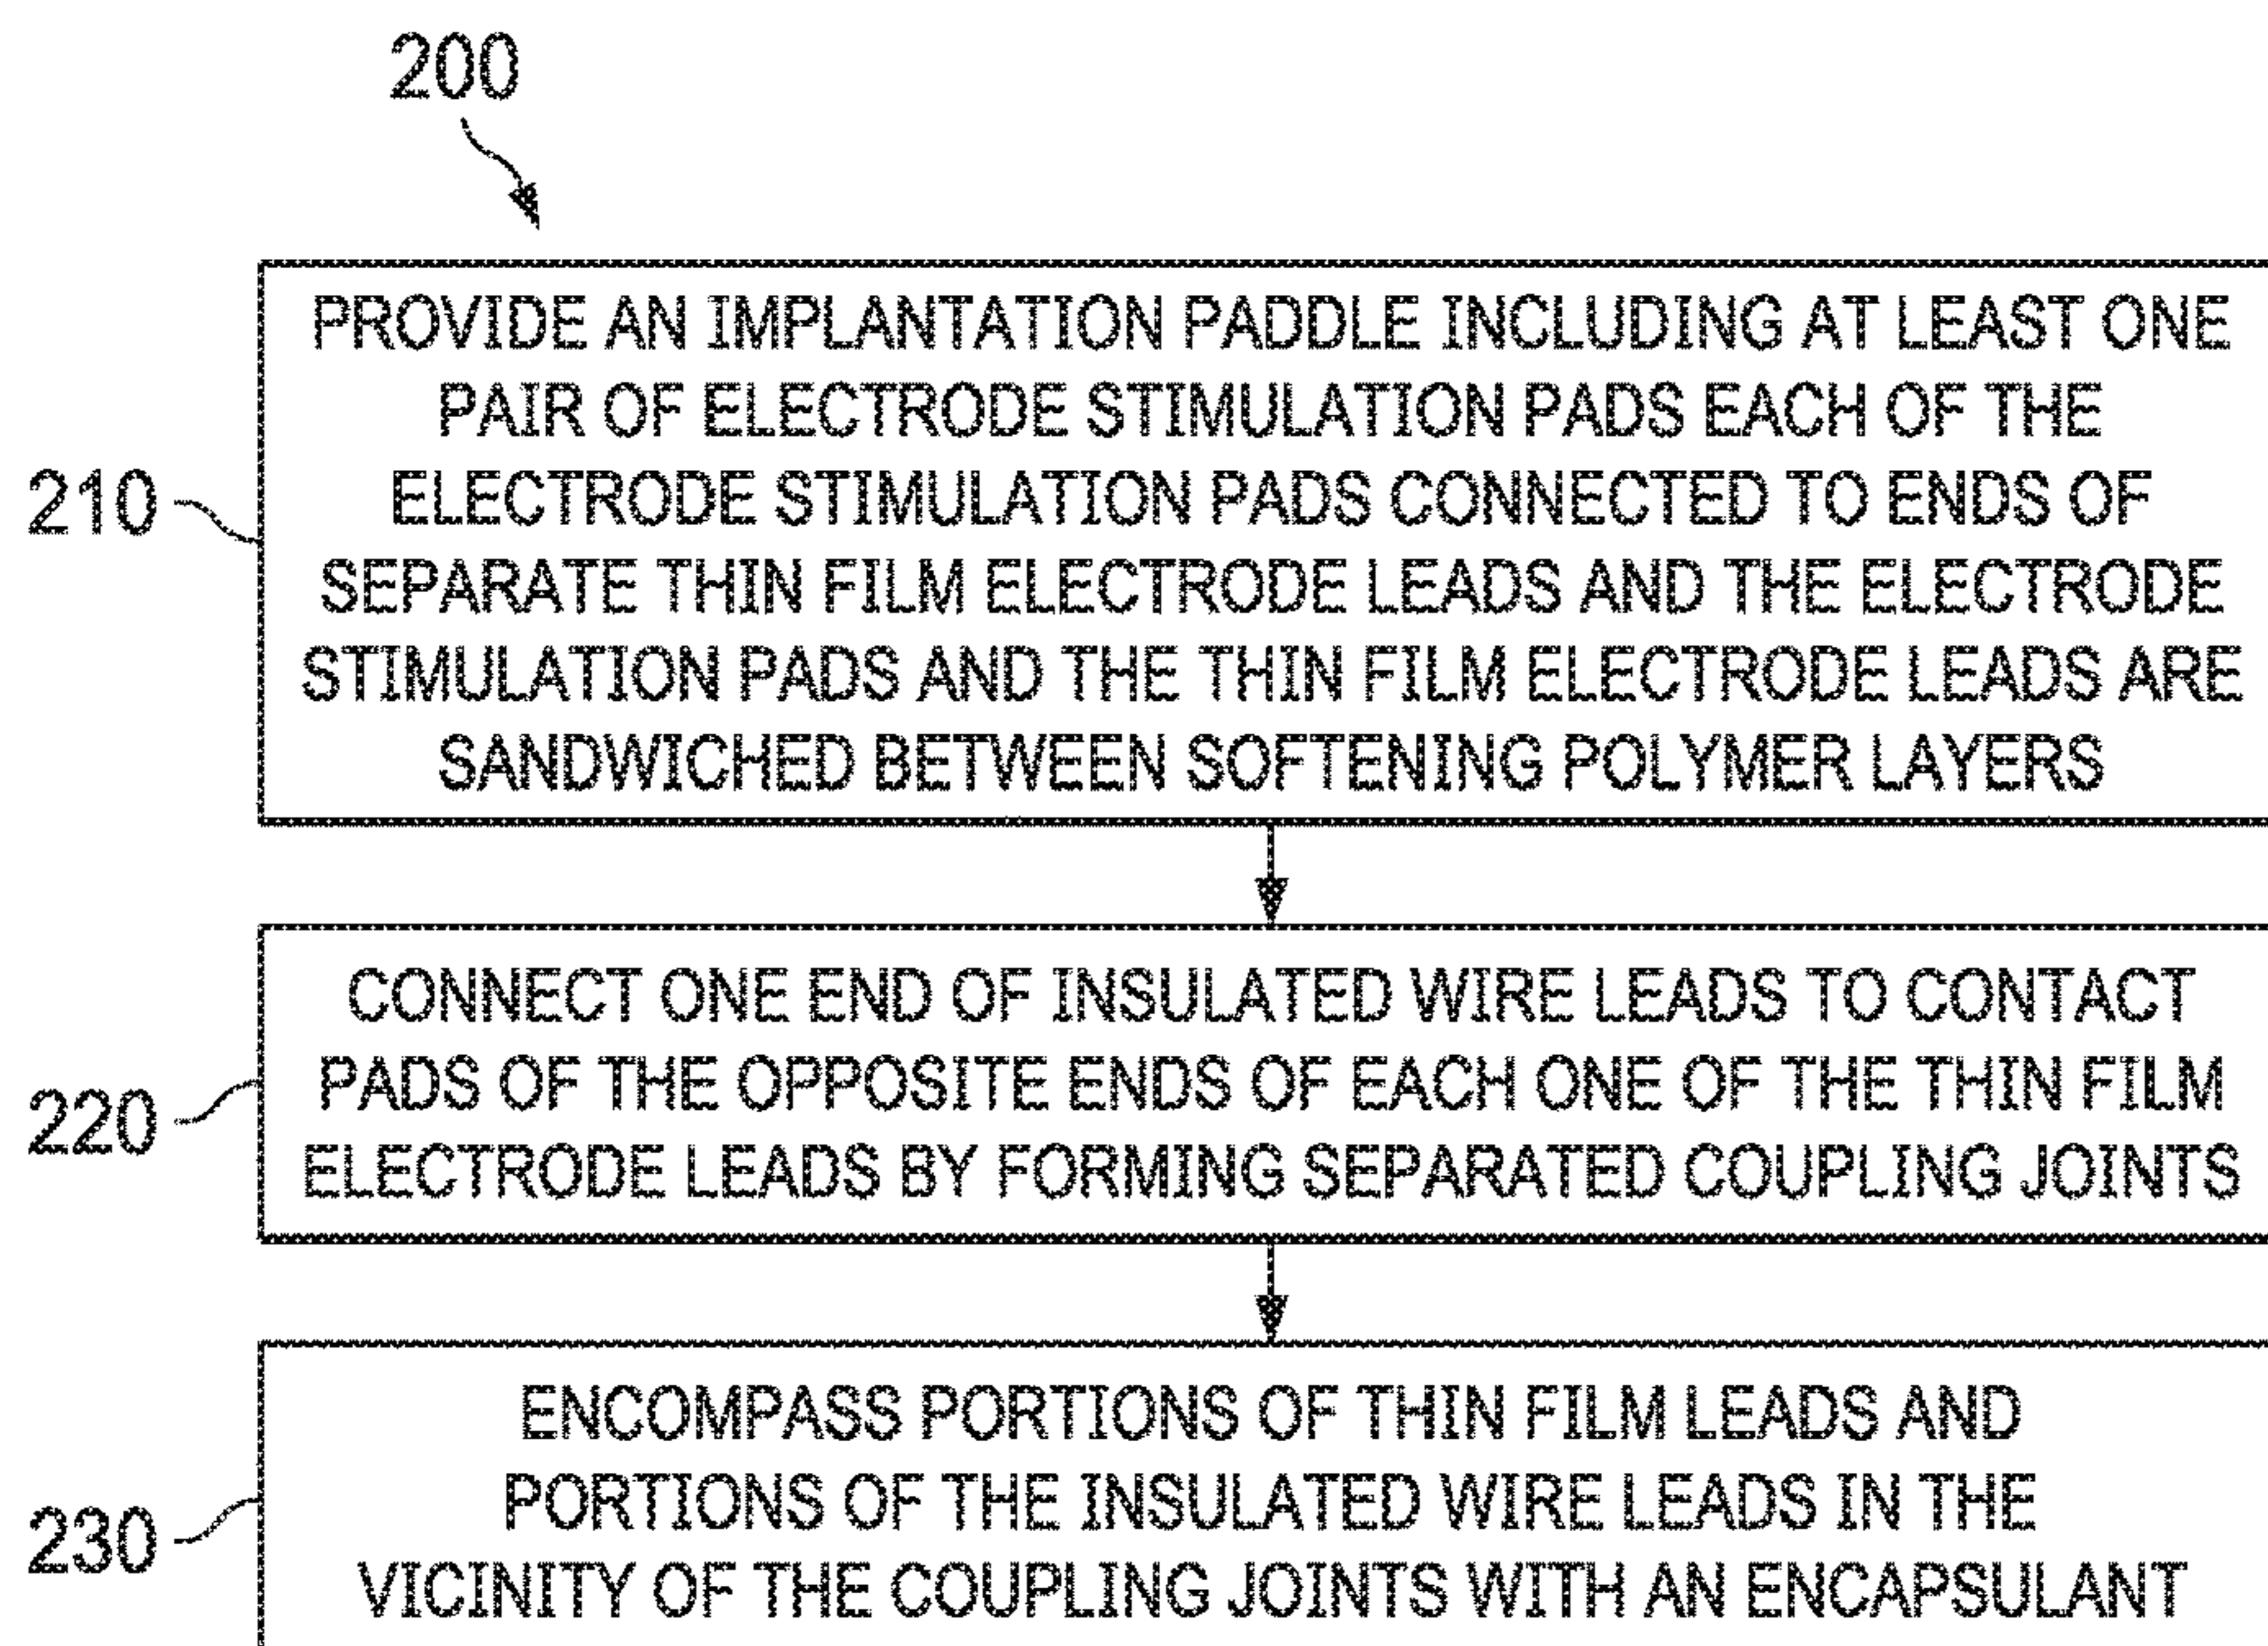 200
PROVIDE AN IMPLANTATION PADDLE INCLUDING AT LEAST ONE
PAIR OF ELECTRODE STIMULATION PADS EACH OF THE
210
ELECTRODE STIMULATION PADS CONNECTED TO ENDS OF
SEPARATE THIN FILM ELECTRODE LEADS AND THE ELECTRODE
STIMULATION PADS AND THE THIN FILM ELECTRODE LEADS ARE
SANDWICHED BETWEEN SOFTENING POLYMER LAYERS
CONNECT ONE END OF INSULATED WIRE LEADS TO CONTACT
PADS OF THE OPPOSITE ENDS OF EACH ONE OF THE THIN FILM
220
ELECTRODE LEADS BY FORMING SEPARATED COUPLING JOINTS
ENCOMPASS PORTIONS OF THIN FILM LEADS AND
PORTIONS OF THE INSULATED WIRE LEADS IN THE
230
VICINITY OF THE COUPLING JOINTS WITH AN ENCAPSULANT